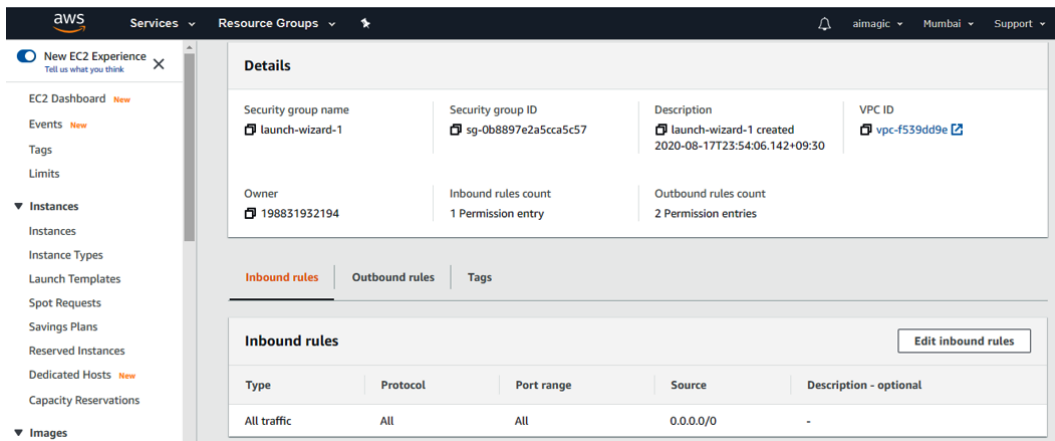 aws Services Resource Groups aimagic Mumbai Support
New EC2 Experience
Tell us what you think
EC2 Dashboard New
Events New
Tags
Limits
Instances
Instances
Instance Types
Launch Templates
Spot Requests
Savings Plans
Reserved Instances
Dedicated Hosts New
Capacity Reservations
Images
Details
Security group name
launch-wizard-1
Security group ID
sg-0b8897e2a5cca5c57
Description
launch-wizard-1 created
2020-08-17T23:54:06.142+09:30
VPC ID
vpc-f539dd9e
Owner
198831932194
Inbound rules count
1 Permission entry
Outbound rules count
2 Permission entries
Inbound rules Outbound rules Tags
Inbound rules Edit inbound rules
Type Protocol Port range Source Description - optional
All traffic All All 0.0.0.0/0 -